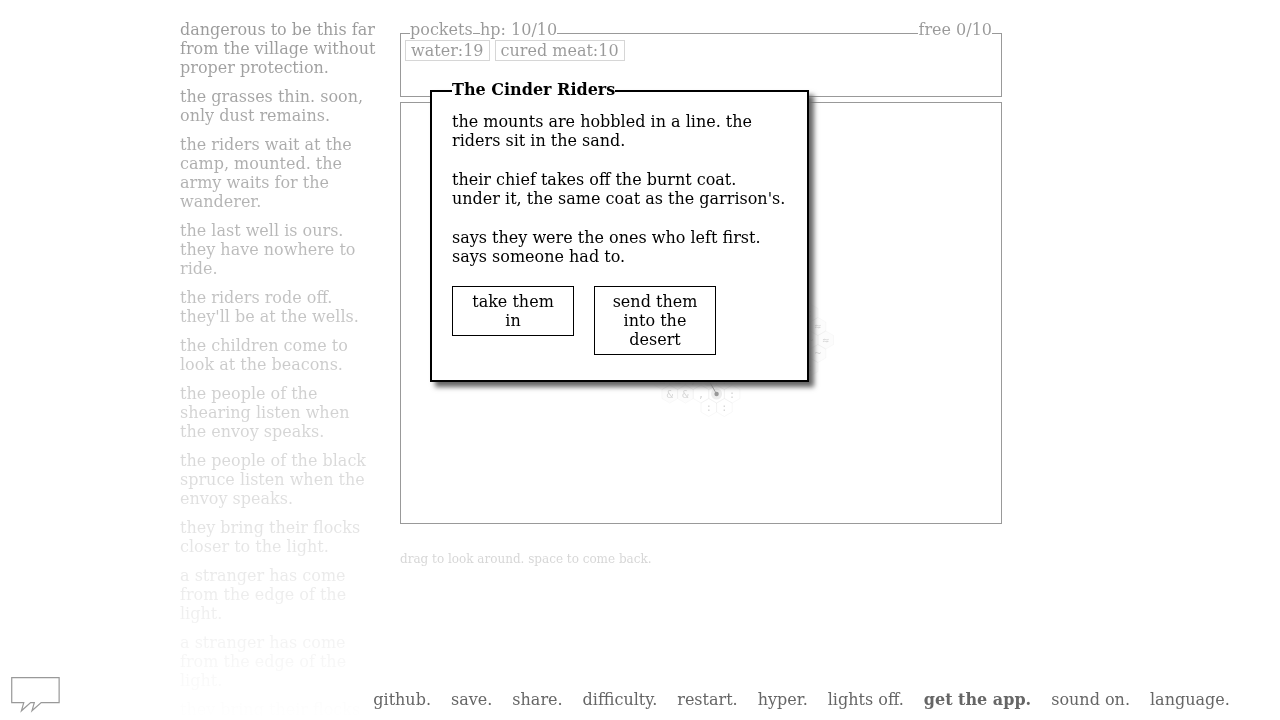 dangerous to be this far
from the village without
proper protection.
the grasses thin. soon,
only dust remains.
the riders wait at the
camp, mounted. the
army waits for the
wanderer.
the last well is ours.
they have nowhere to
ride.
the riders rode off.
they'll be at the wells.
the children come to
look at the beacons.
the people of the
shearing listen when
the envoy speaks.
the people of the black
spruce listen when the
envoy speaks.
they bring their flocks
closer to the light.
a stranger has come
from the edge of the
light.
a stranger has come
from the edge of the
light.
pockets hp: 10/10 free 0/10
water:19 cured meat:10
The Cinder Riders
the mounts are hobbled in a line. the
riders sit in the sand.
their chief takes off the burnt coat.
under it, the same coat as the garrison's.
says they were the ones who left first.
says someone had to.
take them
in
send them
into the
desert
drag to look around. space to come back.
github. save. share. difficulty. restart. hyper. lights off. get the app. sound on. language.